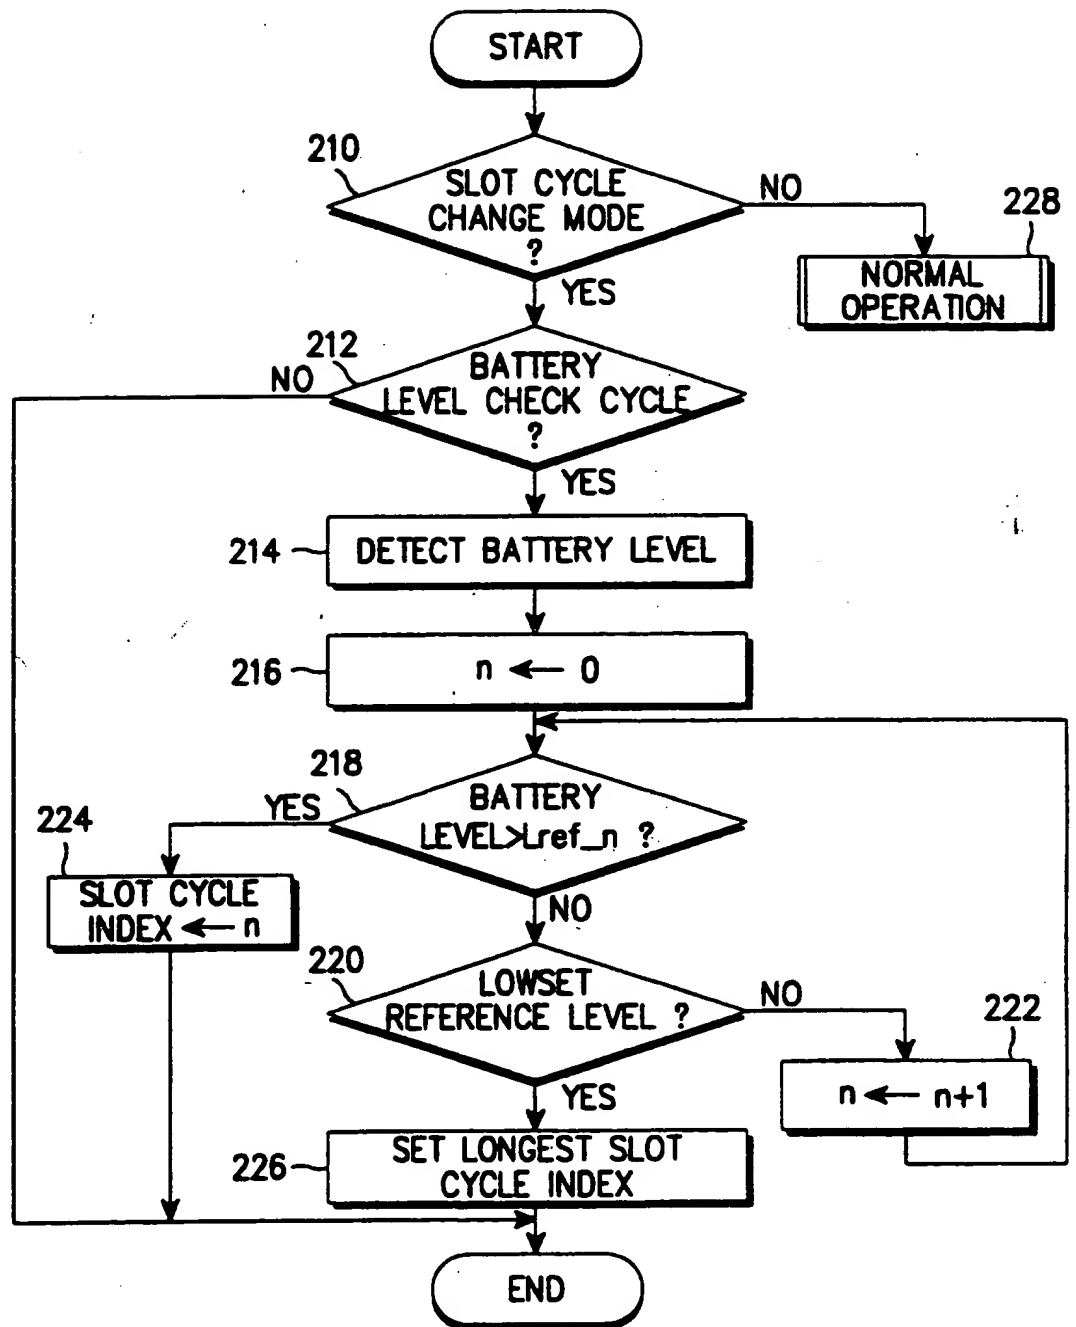 START
210
SLOT CYCLE
CHANGE MODE
?
NO
YES
228
NORMAL
OPERATION
212
NO
BATTERY
LEVEL CHECK CYCLE
?
YES
214
DETECT BATTERY LEVEL
216
n ← 0
218
YES
BATTERY
LEVEL>Lref_n ?
NO
224
SLOT CYCLE
INDEX ← n
220
LOWSET
REFERENCE LEVEL ?
NO
YES
222
n ← n+1
226
SET LONGEST SLOT
CYCLE INDEX
END